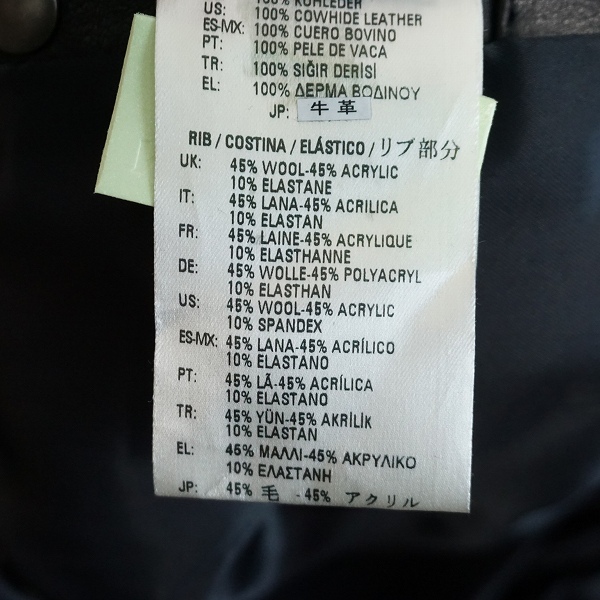 100% KUHLEDER
US: 100% COWHIDE LEATHER
ES-MX: 100% CUERO BOVINO
PT: 100% PELE DE VACA
TR: 100% SIĞIR DERİSİ
EL: 100% ΔΕΡΜΑ ΒΟΔΙΝΟΥ
JP: 牛革
RIB / COSTINA / ELÁSTICO / リブ部分
UK: 45% WOOL-45% ACRYLIC
10% ELASTANE
IT: 45% LANA-45% ACRILICA
10% ELASTAN
FR: 45% LAINE-45% ACRYLIQUE
10% ELASTHANNE
DE: 45% WOLLE-45% POLYACRYL
10% ELASTHAN
US: 45% WOOL-45% ACRYLIC
10% SPANDEX
ES-MX: 45% LANA-45% ACRÍLICO
10% ELASTANO
PT: 45% LÃ-45% ACRÍLICA
10% ELASTANO
TR: 45% YÜN-45% AKRİLİK
10% ELASTAN
EL: 45% ΜΑΛΛΙ-45% ΑΚΡΥΛΙΚΟ
10% ΕΛΑΣΤΑΝΗ
JP: 45% 毛 -45% アクリル